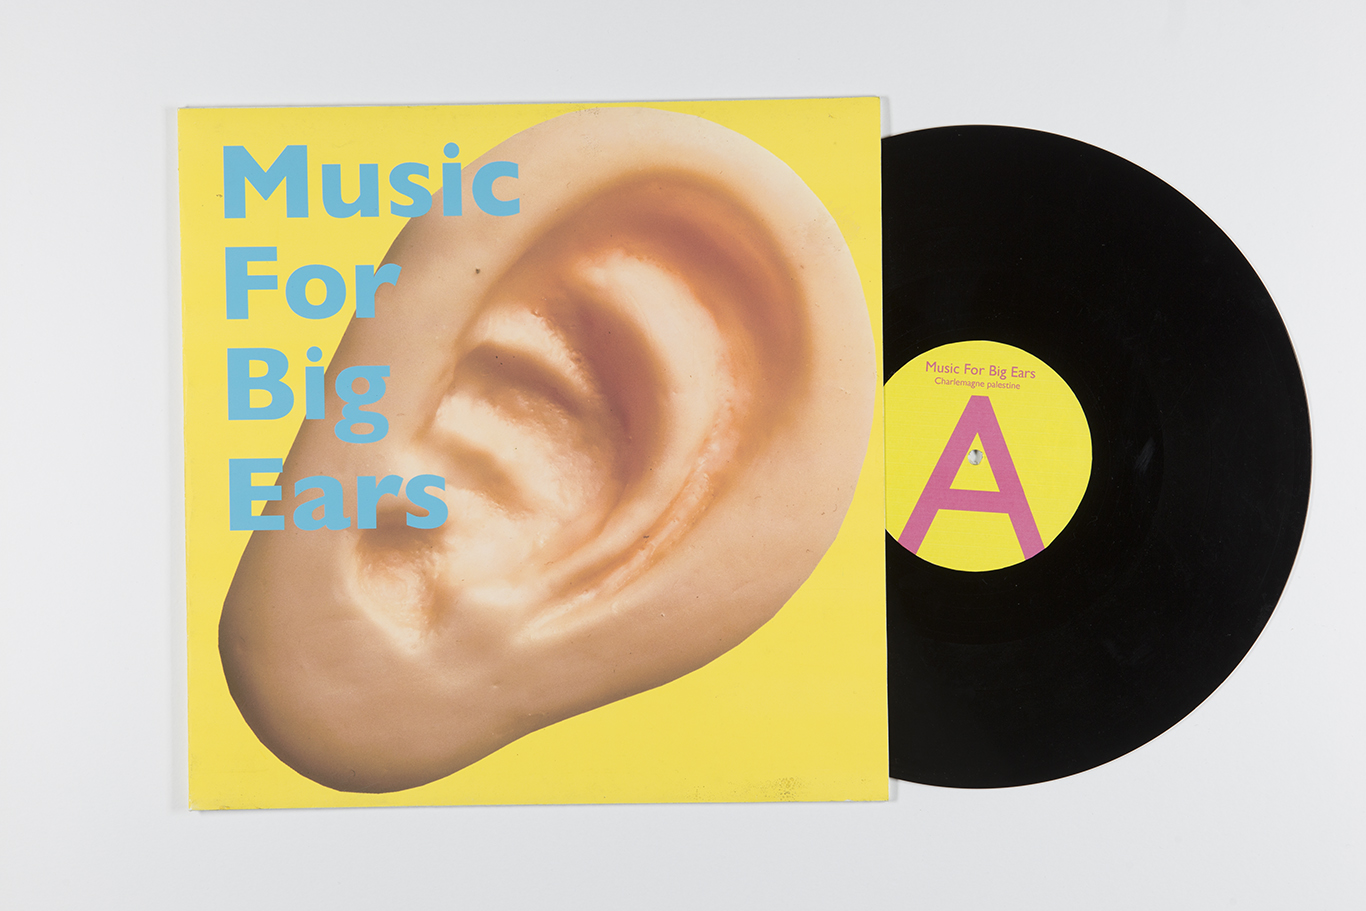 Music
For
Big
Ears
Music For Big Ears
Charlemagne palestine
A